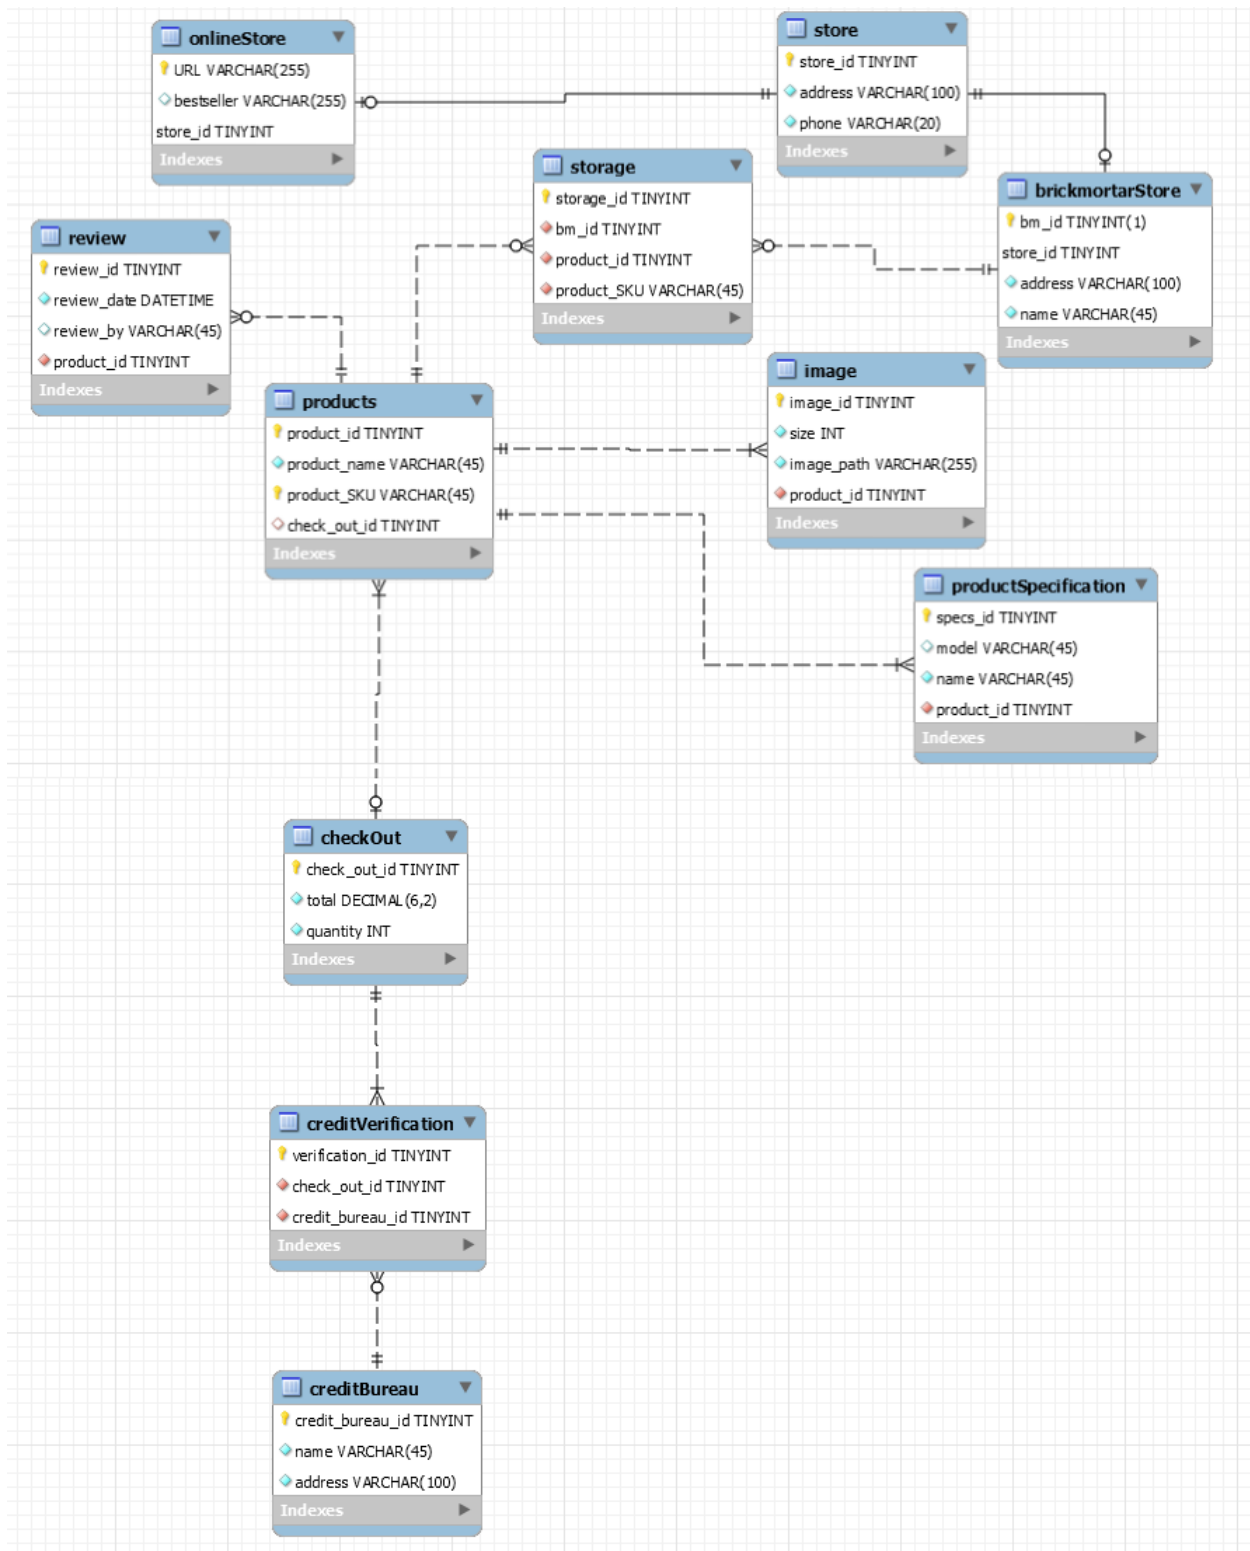 onlineStore
URL VARCHAR(255)
bestseller VARCHAR(255)
store_id TINYINT
Indexes
store
store_id TINYINT
address VARCHAR(100)
phone VARCHAR(20)
Indexes
storage
storage_id TINYINT
bm_id TINYINT
product_id TINYINT
product_SKU VARCHAR(45)
Indexes
brickmortarStore
bm_id TINYINT(1)
store_id TINYINT
address VARCHAR(100)
name VARCHAR(45)
Indexes
review
review_id TINYINT
review_date DATETIME
review_by VARCHAR(45)
product_id TINYINT
Indexes
products
product_id TINYINT
product_name VARCHAR(45)
product_SKU VARCHAR(45)
check_out_id TINYINT
Indexes
image
image_id TINYINT
size INT
image_path VARCHAR(255)
product_id TINYINT
Indexes
productSpecification
specs_id TINYINT
model VARCHAR(45)
name VARCHAR(45)
product_id TINYINT
Indexes
checkOut
check_out_id TINYINT
total DECIMAL(6,2)
quantity INT
Indexes
creditVerification
verification_id TINYINT
check_out_id TINYINT
credit_bureau_id TINYINT
Indexes
creditBureau
credit_bureau_id TINYINT
name VARCHAR(45)
address VARCHAR(100)
Indexes